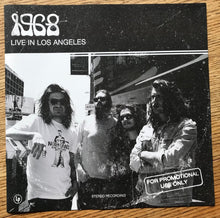 1968
LIVE IN LOS ANGELES
STEREO RECORDING
FOR PROMOTIONAL
USE ONLY